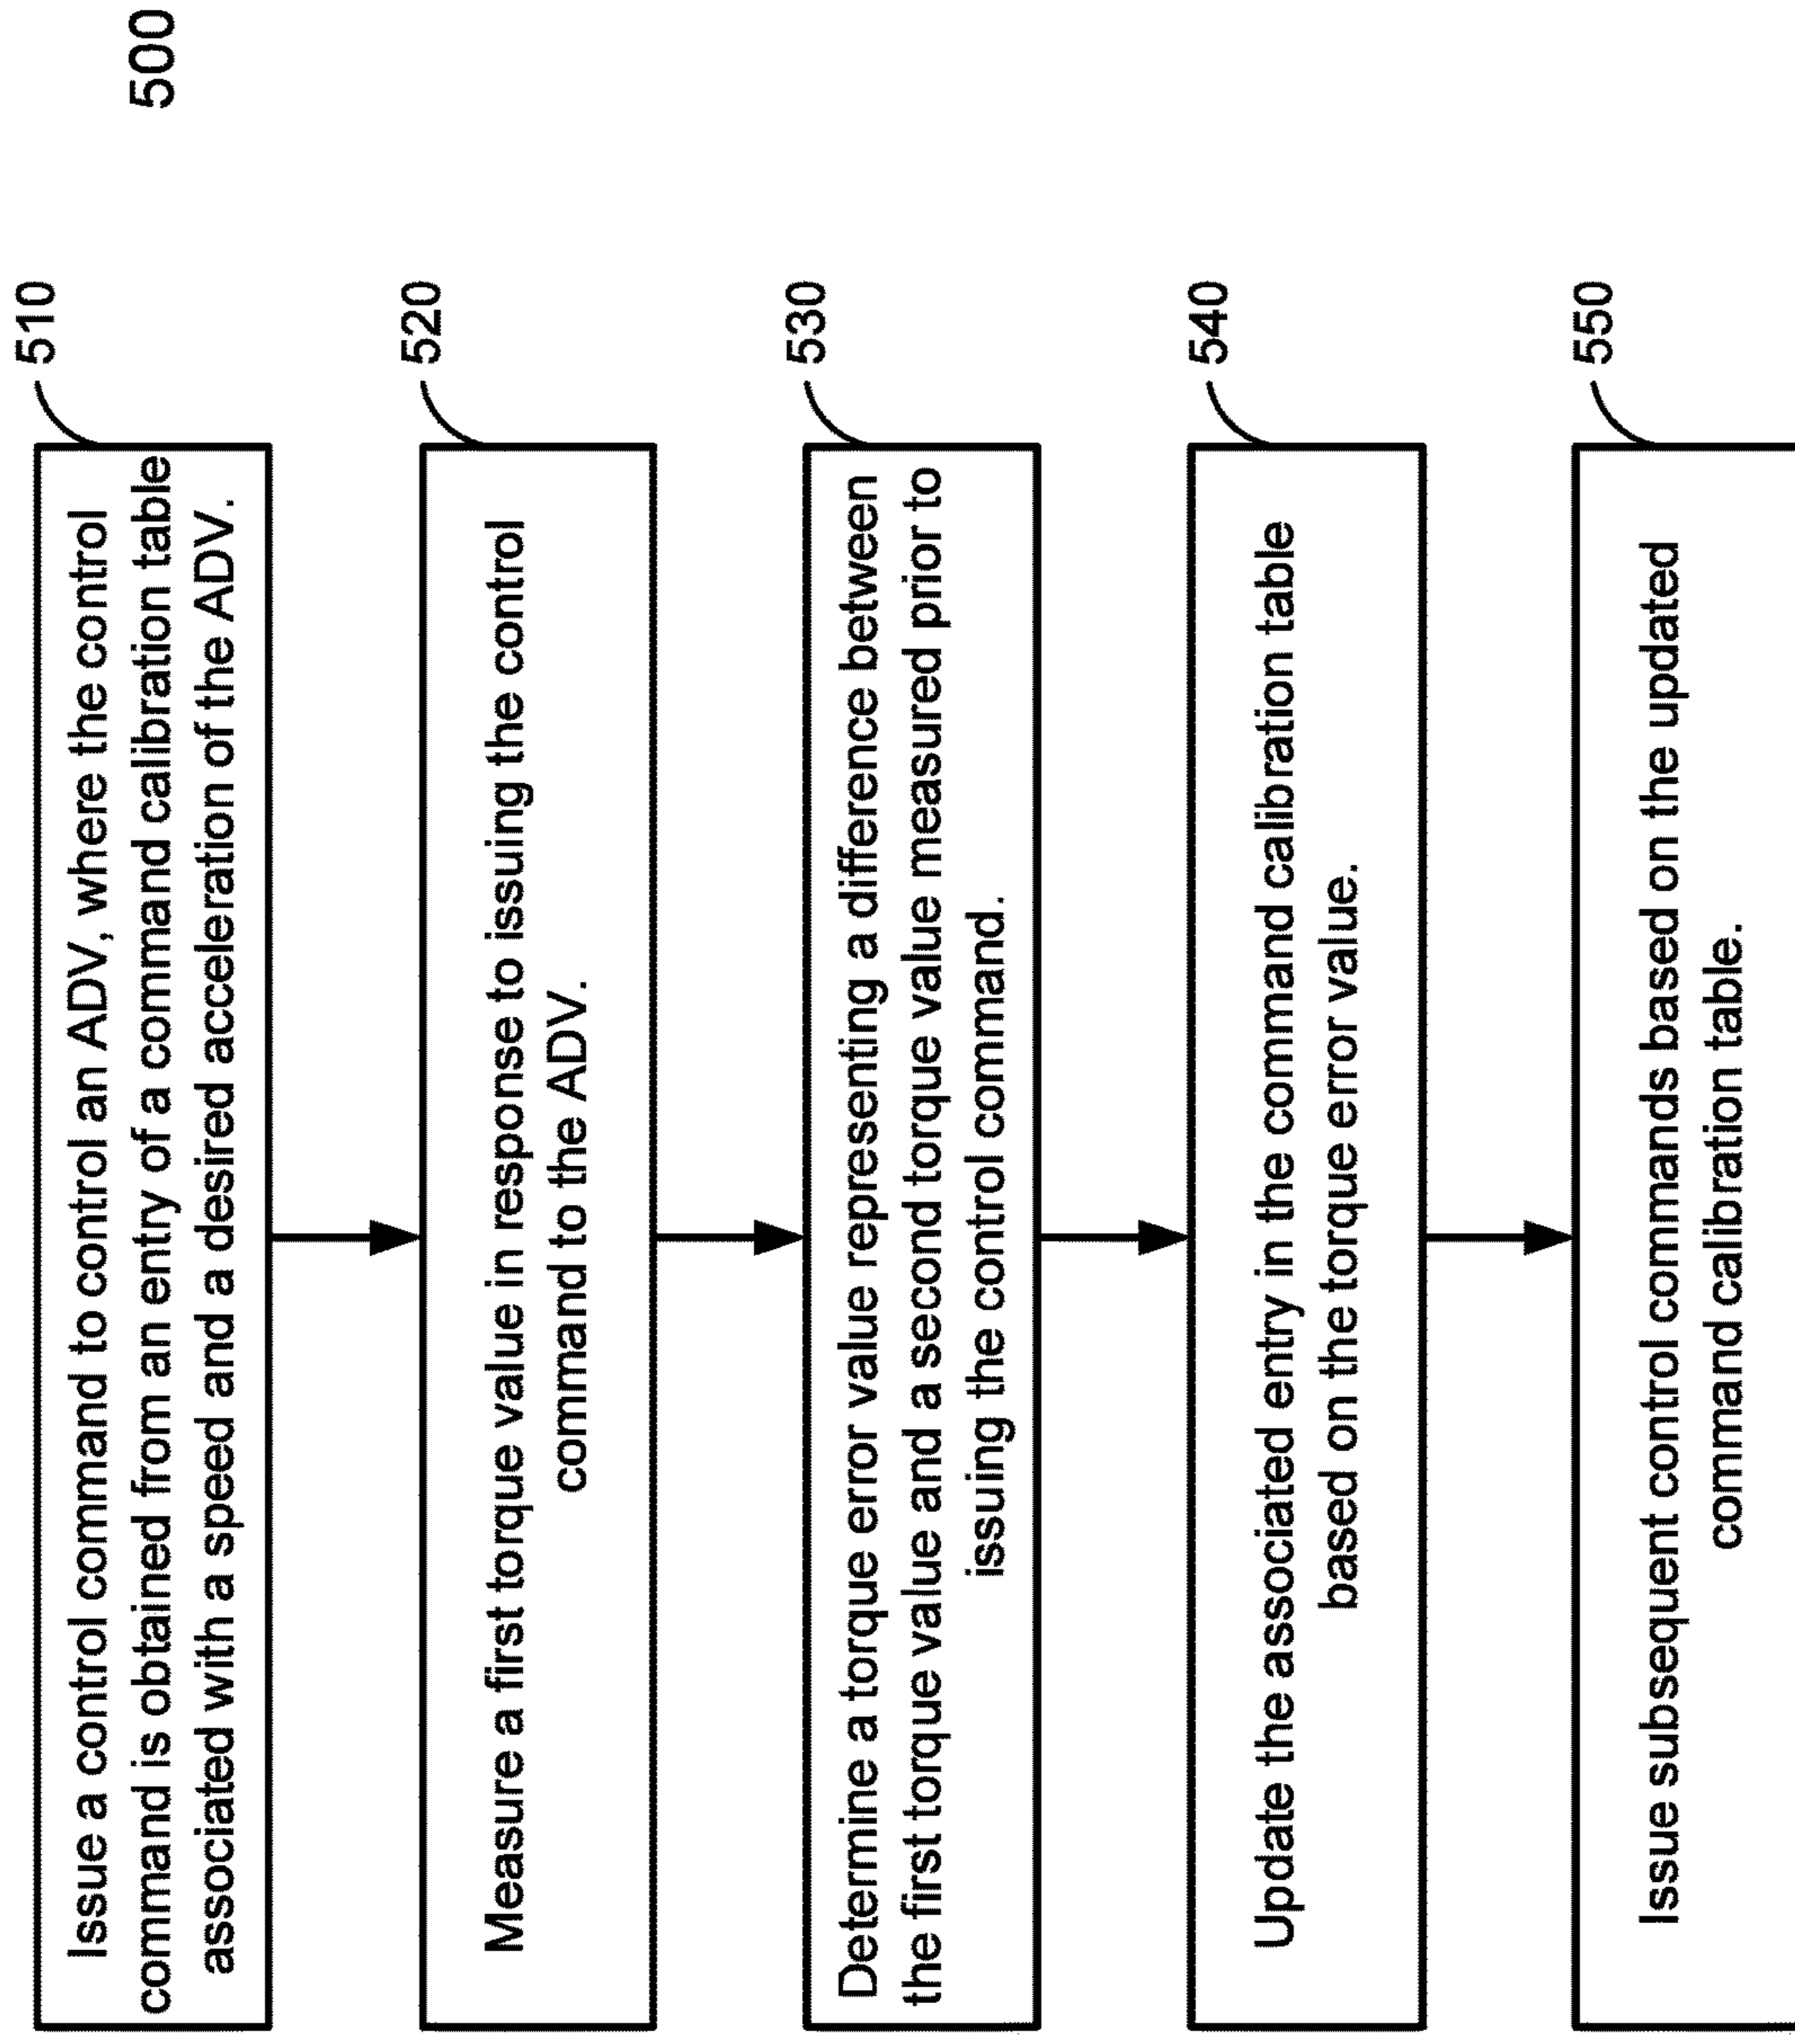 500
510
Issue a control command to control an ADV, where the control
command is obtained from an entry of a command calibration table
associated with a speed and a desired acceleration of the ADV.
520
Measure a first torque value in response to issuing the control
command to the ADV.
530
Determine a torque error value representing a difference between
the first torque value and a second torque value measured prior to
issuing the control command.
540
Update the associated entry in the command calibration table
based on the torque error value.
550
Issue subsequent control commands based on the updated
command calibration table.